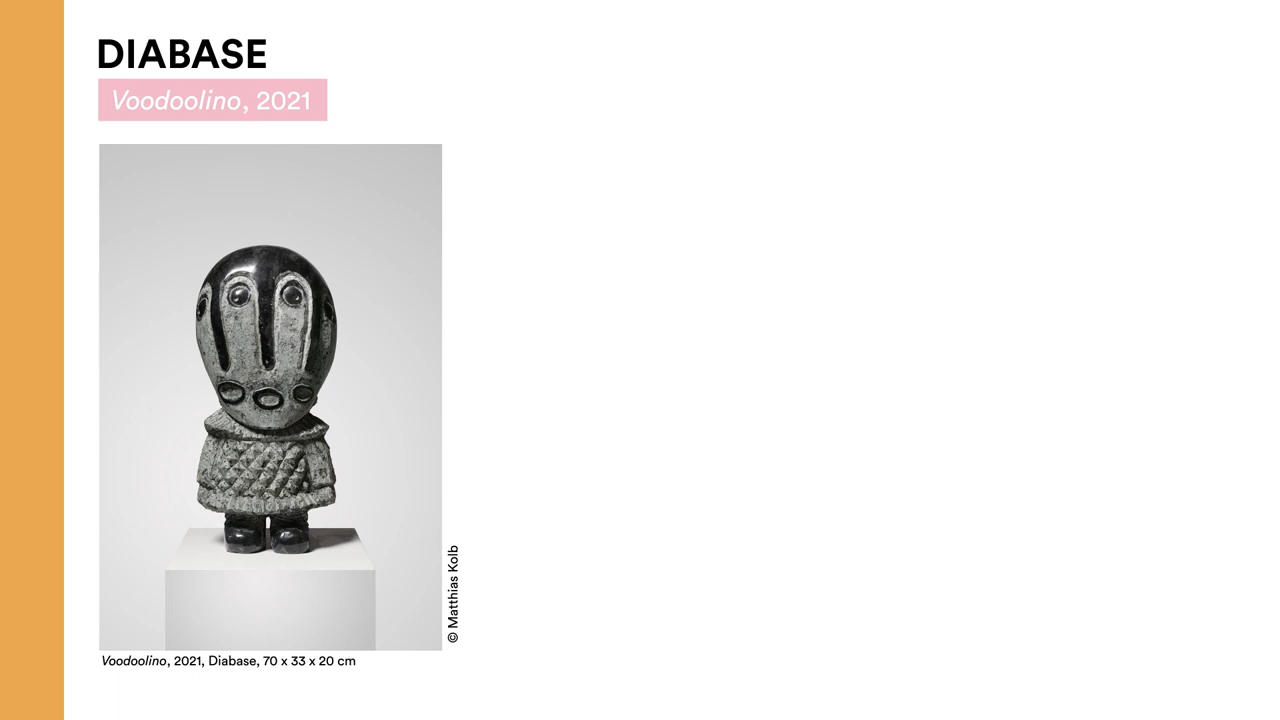 DIABASE
Voodoolino, 2021
© Matthias Kolb
Voodoolino, 2021, Diabase, 70 x 33 x 20 cm